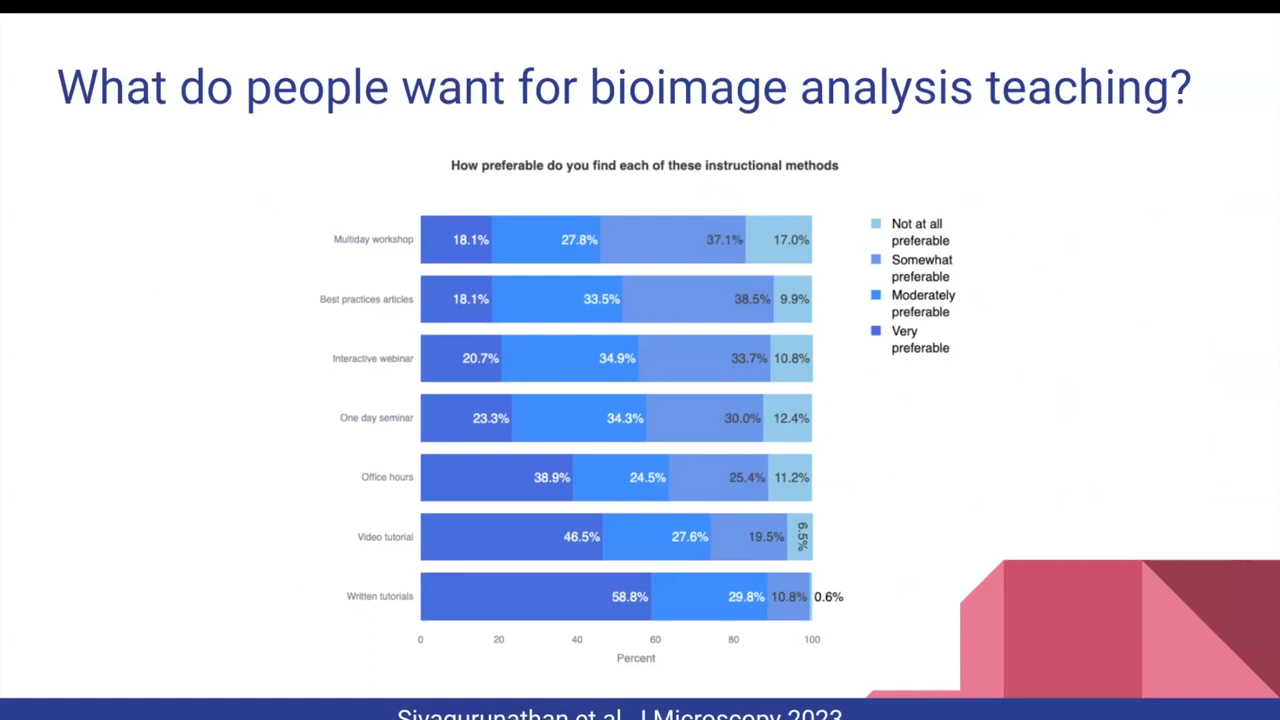 What do people want for bioimage analysis teaching?
How preferable do you find each of these instructional methods
Multiday workshop 18.1% 27.8% 37.1% 17.0%
Best practices articles 18.1% 33.5% 38.5% 9.9%
Interactive webinar 20.7% 34.9% 33.7% 10.8%
One day seminar 23.3% 34.3% 30.0% 12.4%
Office hours 38.9% 24.5% 25.4% 11.2%
Video tutorial 46.5% 27.6% 19.5% 6.5%
Written tutorials 58.8% 29.8% 10.8% 0.6%
0 20 40 60 80 100
Percent
Not at all
preferable
Somewhat
preferable
Moderately
preferable
Very
preferable
Sivagurunathan et al, J Microscopy 2023